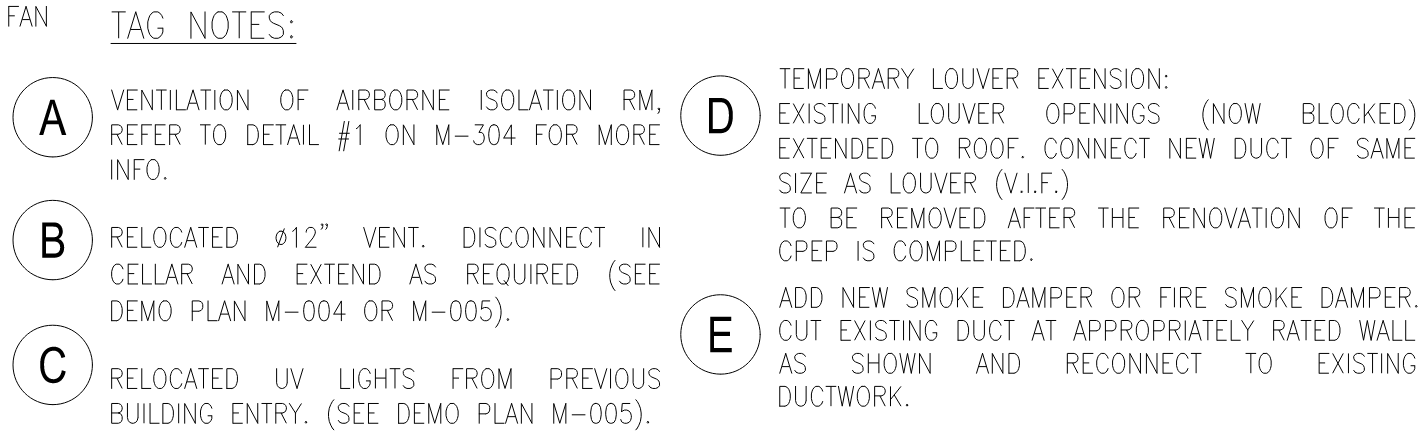 FAN
TAG NOTES:
A
VENTILATION OF AIRBORNE ISOLATION RM,
REFER TO DETAIL #1 ON M-304 FOR MORE
INFO.
B
RELOCATED ø12" VENT. DISCONNECT IN
CELLAR AND EXTEND AS REQUIRED (SEE
DEMO PLAN M-004 OR M-005).
C
RELOCATED UV LIGHTS FROM PREVIOUS
BUILDING ENTRY. (SEE DEMO PLAN M-005).
D
TEMPORARY LOUVER EXTENSION:
EXISTING LOUVER OPENINGS (NOW BLOCKED)
EXTENDED TO ROOF. CONNECT NEW DUCT OF SAME
SIZE AS LOUVER (V.I.F.)
TO BE REMOVED AFTER THE RENOVATION OF THE
CPEP IS COMPLETED.
E
ADD NEW SMOKE DAMPER OR FIRE SMOKE DAMPER.
CUT EXISTING DUCT AT APPROPRIATELY RATED WALL
AS SHOWN AND RECONNECT TO EXISTING
DUCTWORK.